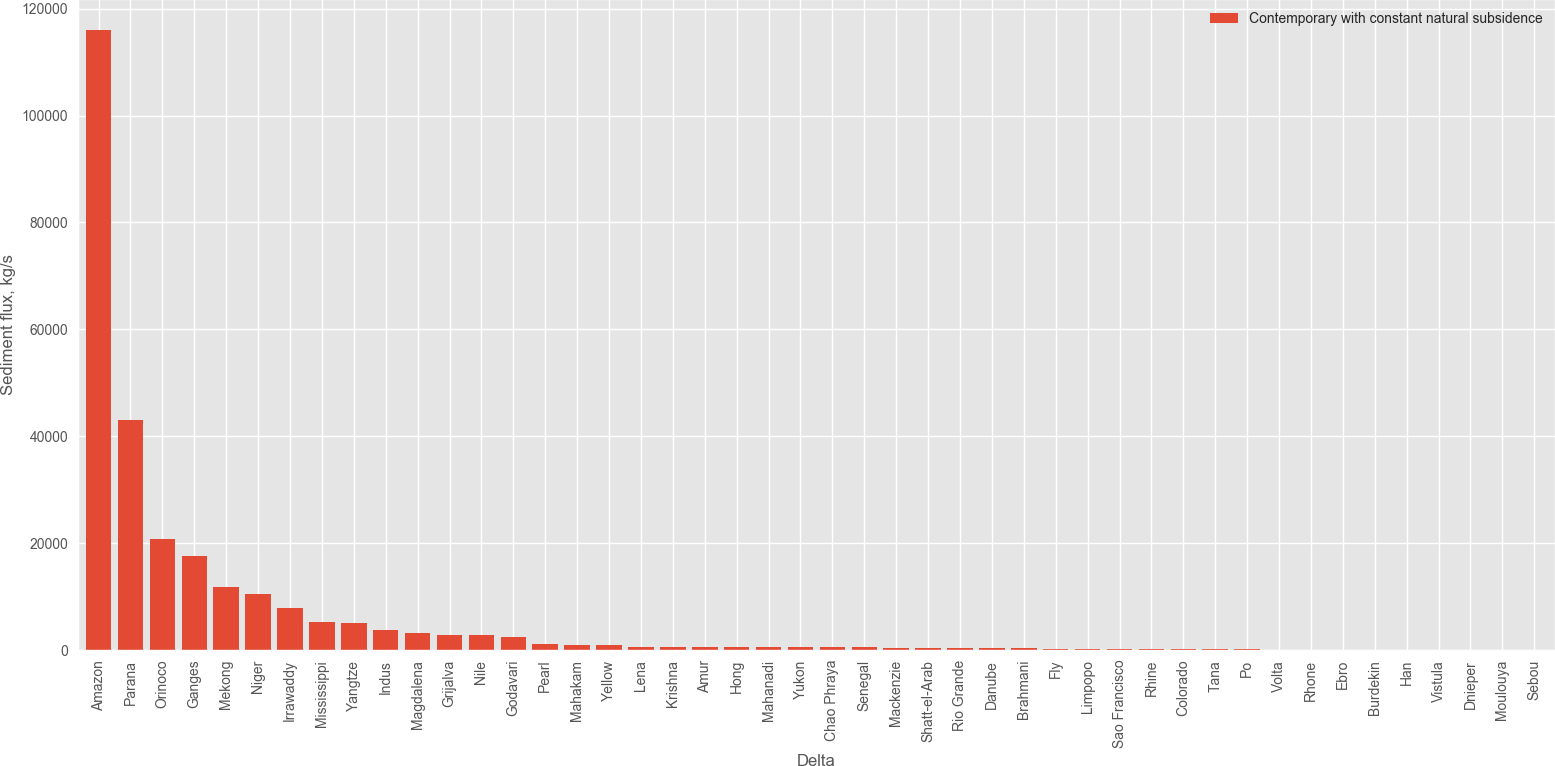 Contemporary with constant natural subsidence
120000
100000
80000
60000
40000
20000
0
Sediment flux, kg/s
Amazon
Parana
Orinoco
Ganges
Mekong
Niger
Irrawaddy
Mississippi
Yangtze
Indus
Magdalena
Grijalva
Nile
Godavari
Pearl
Mahakam
Yellow
Lena
Krishna
Amur
Hong
Mahanadi
Yukon
Chao Phraya
Senegal
Mackenzie
Shatt-el-Arab
Rio Grande
Danube
Brahmani
Fly
Limpopo
Sao Francisco
Rhine
Colorado
Tana
Po
Volta
Rhone
Ebro
Burdekin
Han
Vistula
Dnieper
Moulouya
Sebou
Delta